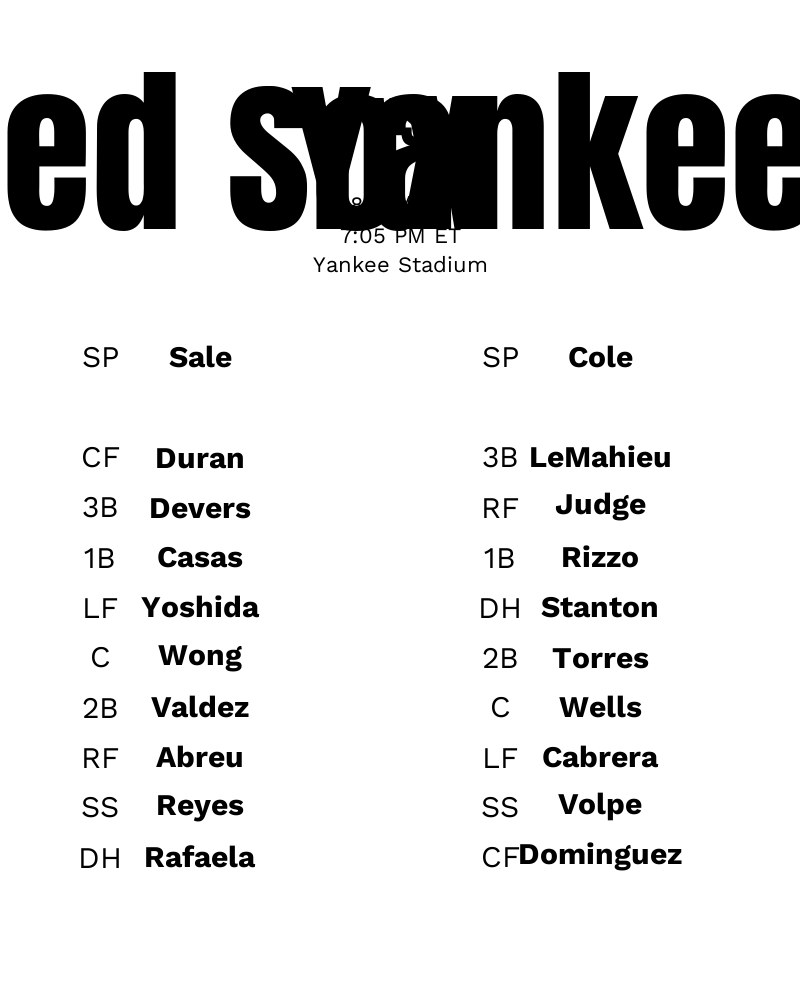 ed S Yankee
7:05 PM ET
Yankee Stadium
SP Sale SP Cole
CF Duran 3B LeMahieu
3B Devers RF Judge
1B Casas 1B Rizzo
LF Yoshida DH Stanton
C Wong 2B Torres
2B Valdez C Wells
RF Abreu LF Cabrera
SS Reyes SS Volpe
DH Rafaela CF Dominguez